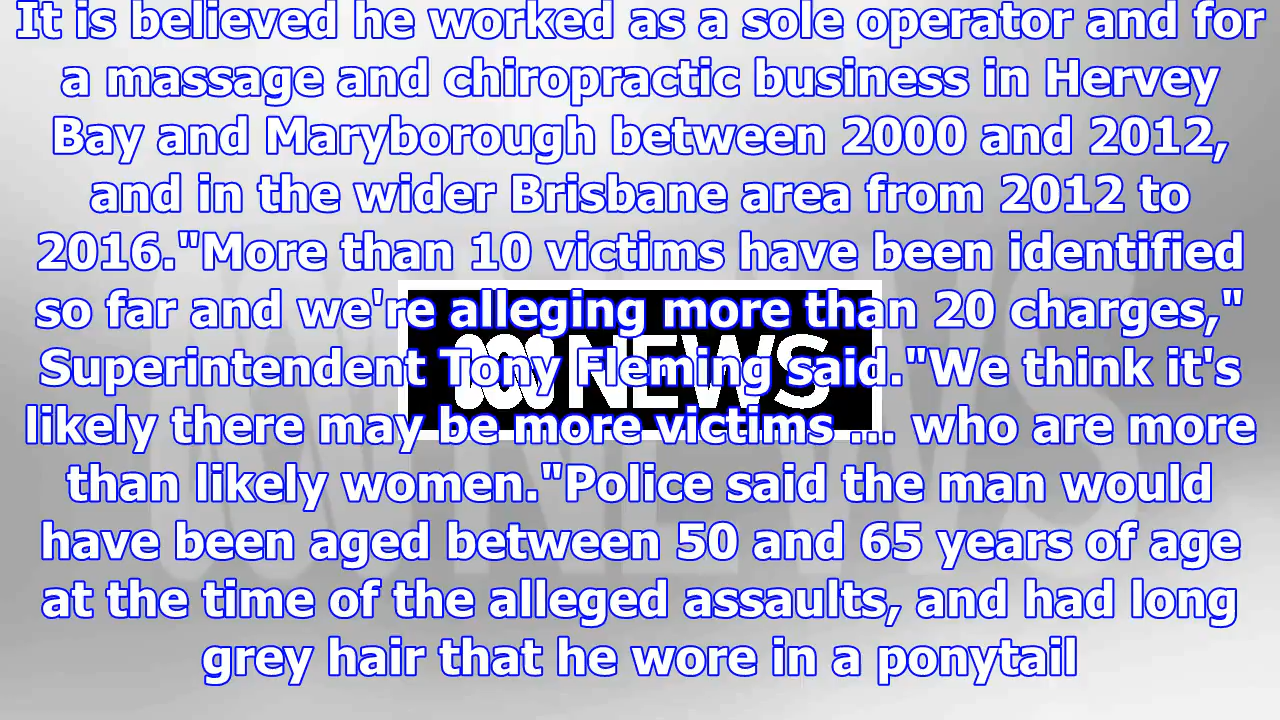 It is believed he worked as a sole operator and for
a massage and chiropractic business in Hervey
Bay and Maryborough between 2000 and 2012,
and in the wider Brisbane area from 2012 to
2016."More than 10 victims have been identified
so far and we're alleging more than 20 charges,"
Superintendent Tony Fleming said."We think it's
likely there may be more victims ... who are more
than likely women."Police said the man would
have been aged between 50 and 65 years of age
at the time of the alleged assaults, and had long
grey hair that he wore in a ponytail
NEWS